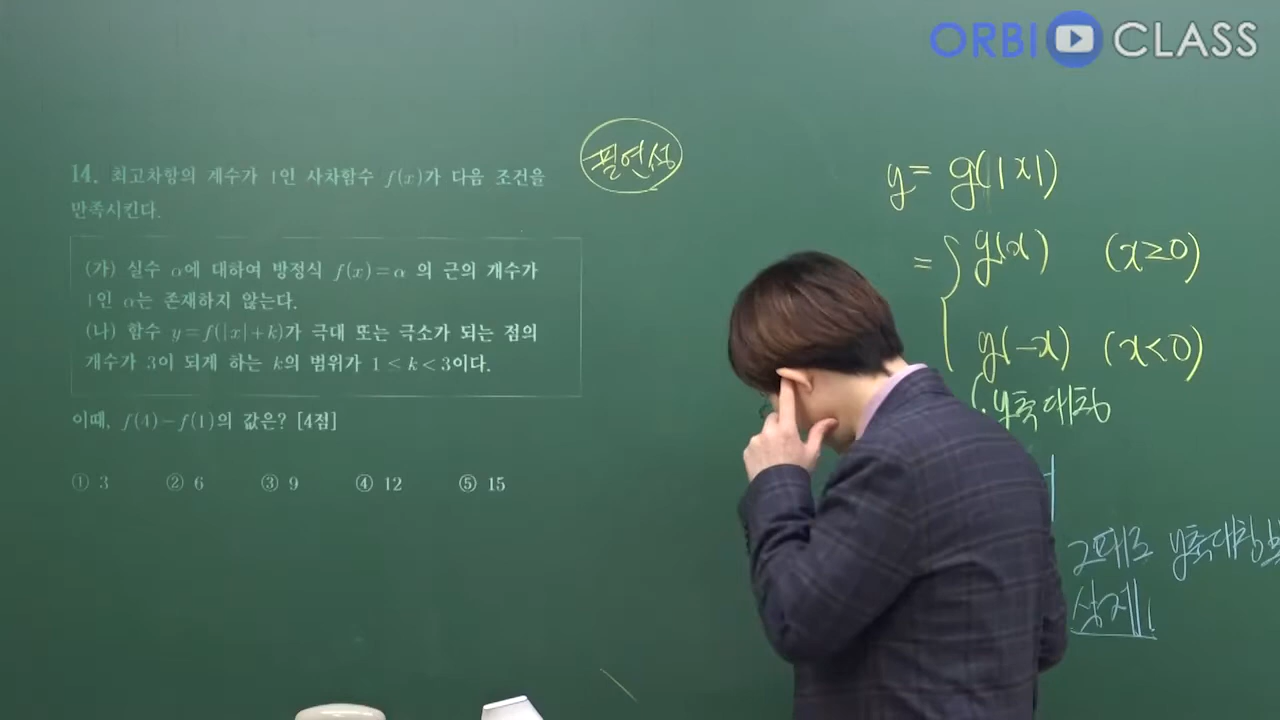 ORBI CLASS
14. 최고차항의 계수가 1인 사차함수 f(x)가 다음 조건을
만족시킨다.
(가) 실수 α에 대하여 방정식 f(x)=α 의 근의 개수가
1인 α는 존재하지 않는다.
(나) 함수 y=f(|x|+k)가 극대 또는 극소가 되는 점의
개수가 3이 되게 하는 k의 범위가 1<k<3이다.
이때, f(4)-f(1)의 값은? [4점]
① 3 ② 6 ③ 9 ④ 12 ⑤ 15
필연성
y= g(|x|)
= { g(x) (x≥0)
g(-x) (x<0)
y축대칭
그대로 y축대칭